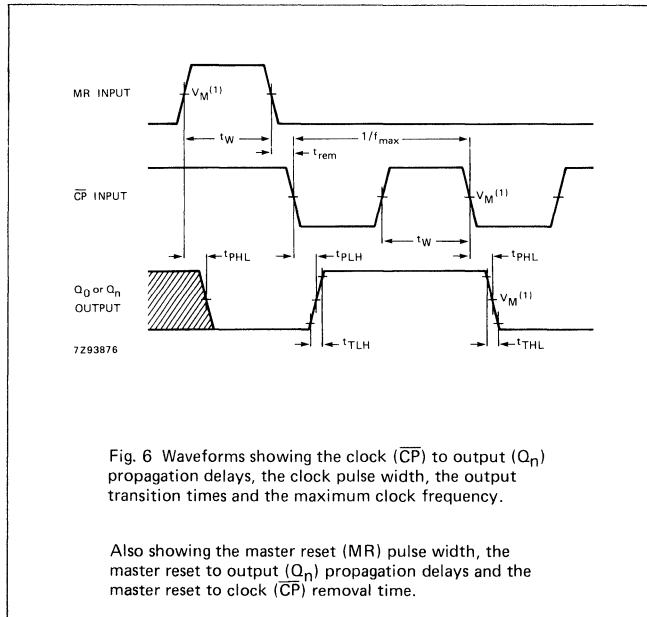 MR INPUT
V_M(1)
t_W
1/f_max
t_rem
C̅P̅ INPUT
V_M(1)
t_W
t_PHL
t_PLH
t_PHL
Q_0 or Q_n
OUTPUT
V_M(1)
7Z93876
t_TLH
t_THL
Fig. 6 Waveforms showing the clock (C̅P̅) to output (Q_n)
propagation delays, the clock pulse width, the output
transition times and the maximum clock frequency.
Also showing the master reset (MR) pulse width, the
master reset to output (Q_n) propagation delays and the
master reset to clock (C̅P̅) removal time.